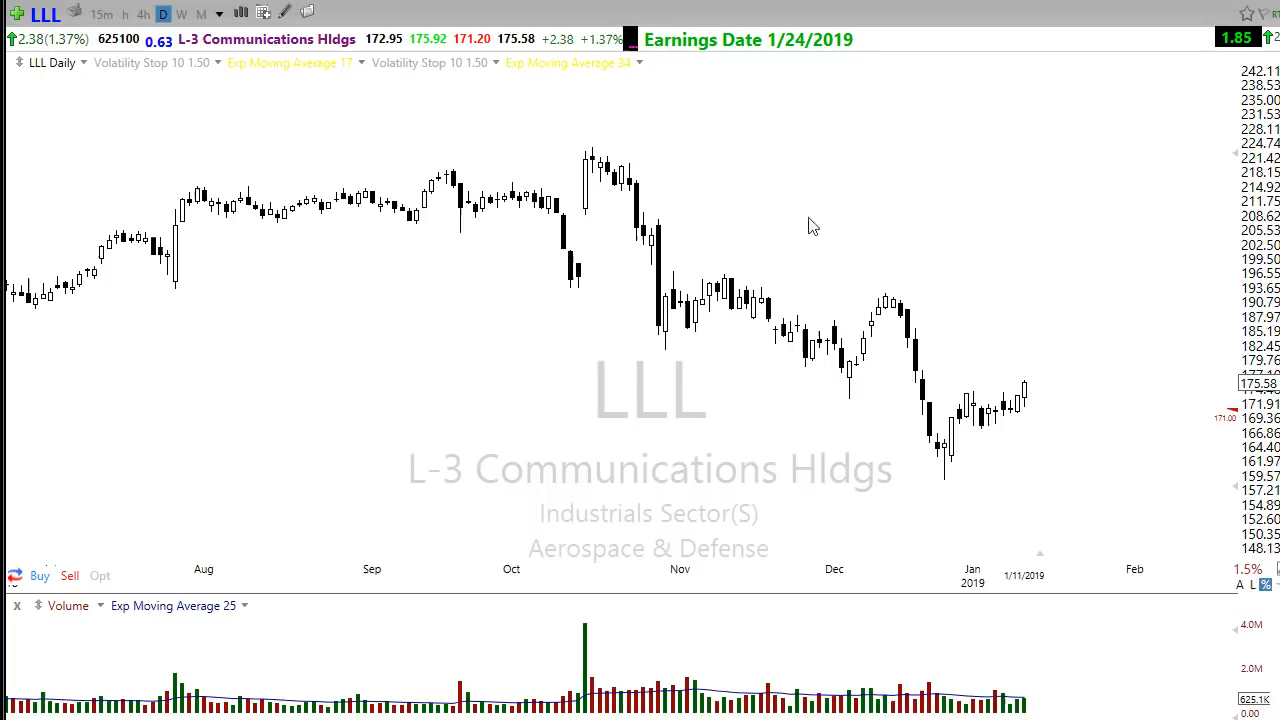 LLL 15m h 4h D W M
2.38(1.37%) 625100 0.63 L-3 Communications Hldgs 172.95 175.92 171.20 175.58 +2.38 +1.37% Earnings Date 1/24/2019 1.85
LLL Daily Volatility Stop 10 1.50 Exp Moving Average 17 Volatility Stop 10 1.50 Exp Moving Average 34
242.11
238.53
235.00
231.53
228.11
224.74
221.42
218.15
214.92
211.75
208.62
205.53
202.50
199.50
196.55
193.65
190.79
187.97
185.19
182.45
179.76
175.58
171.91
171.00
169.36
166.86
164.40
161.97
159.57
157.21
154.89
152.60
150.35
148.13
LLL
L-3 Communications Hldgs
Industrials Sector(S)
Aerospace & Defense
Aug Sep Oct Nov Dec Jan Feb
2019 1/11/2019
Buy Sell Opt
1.5%
A L %
x Volume Exp Moving Average 25
4.0M
2.0M
625.1K
0.00